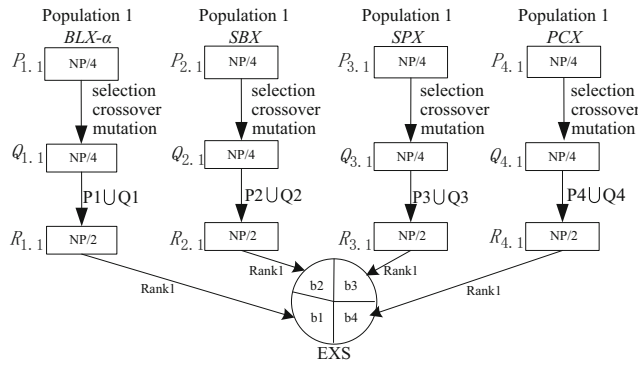 Population 1 Population 1 Population 1 Population 1
BLX-α SBX SPX PCX
P1.1 NP/4 P2.1 NP/4 P3.1 NP/4 P4.1 NP/4
selection selection selection selection
crossover crossover crossover crossover
mutation mutation mutation mutation
Q1.1 NP/4 Q2.1 NP/4 Q3.1 NP/4 Q4.1 NP/4
P1∪Q1 P2∪Q2 P3∪Q3 P4∪Q4
R1.1 NP/2 R2.1 NP/2 R3.1 NP/2 R4.1 NP/2
Rank1 Rank1
b2 b3
Rank1 Rank1
b1 b4
EXS